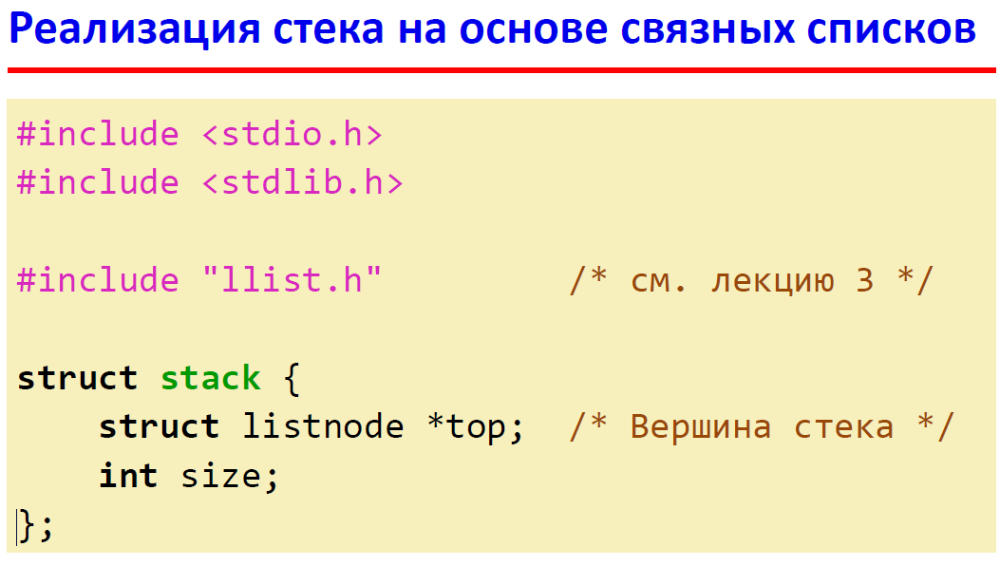 Реализация стека на основе связных списков
#include <stdio.h>
#include <stdlib.h>
#include "llist.h" /* см. лекцию 3 */
struct stack {
struct listnode *top; /* Вершина стека */
int size;
};